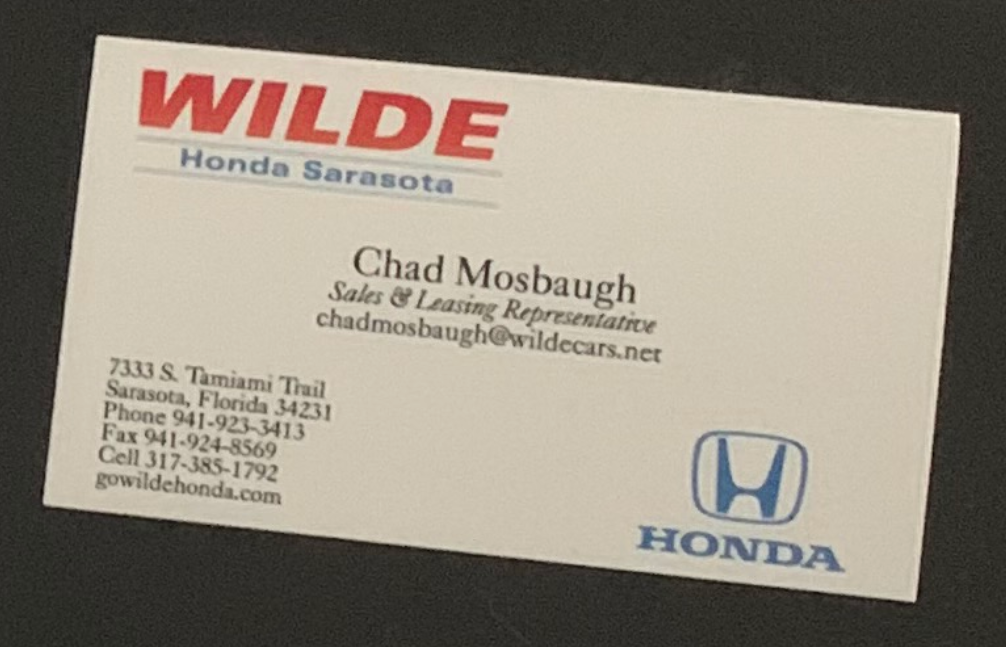 WILDE
Honda Sarasota
Chad Mosbaugh
Sales & Leasing Representative
chadmosbaugh@wildecars.net
7333 S. Tamiami Trail
Sarasota, Florida 34231
Phone 941-923-3413
Fax 941-924-8569
Cell 317-385-1792
gowildehonda.com
HONDA